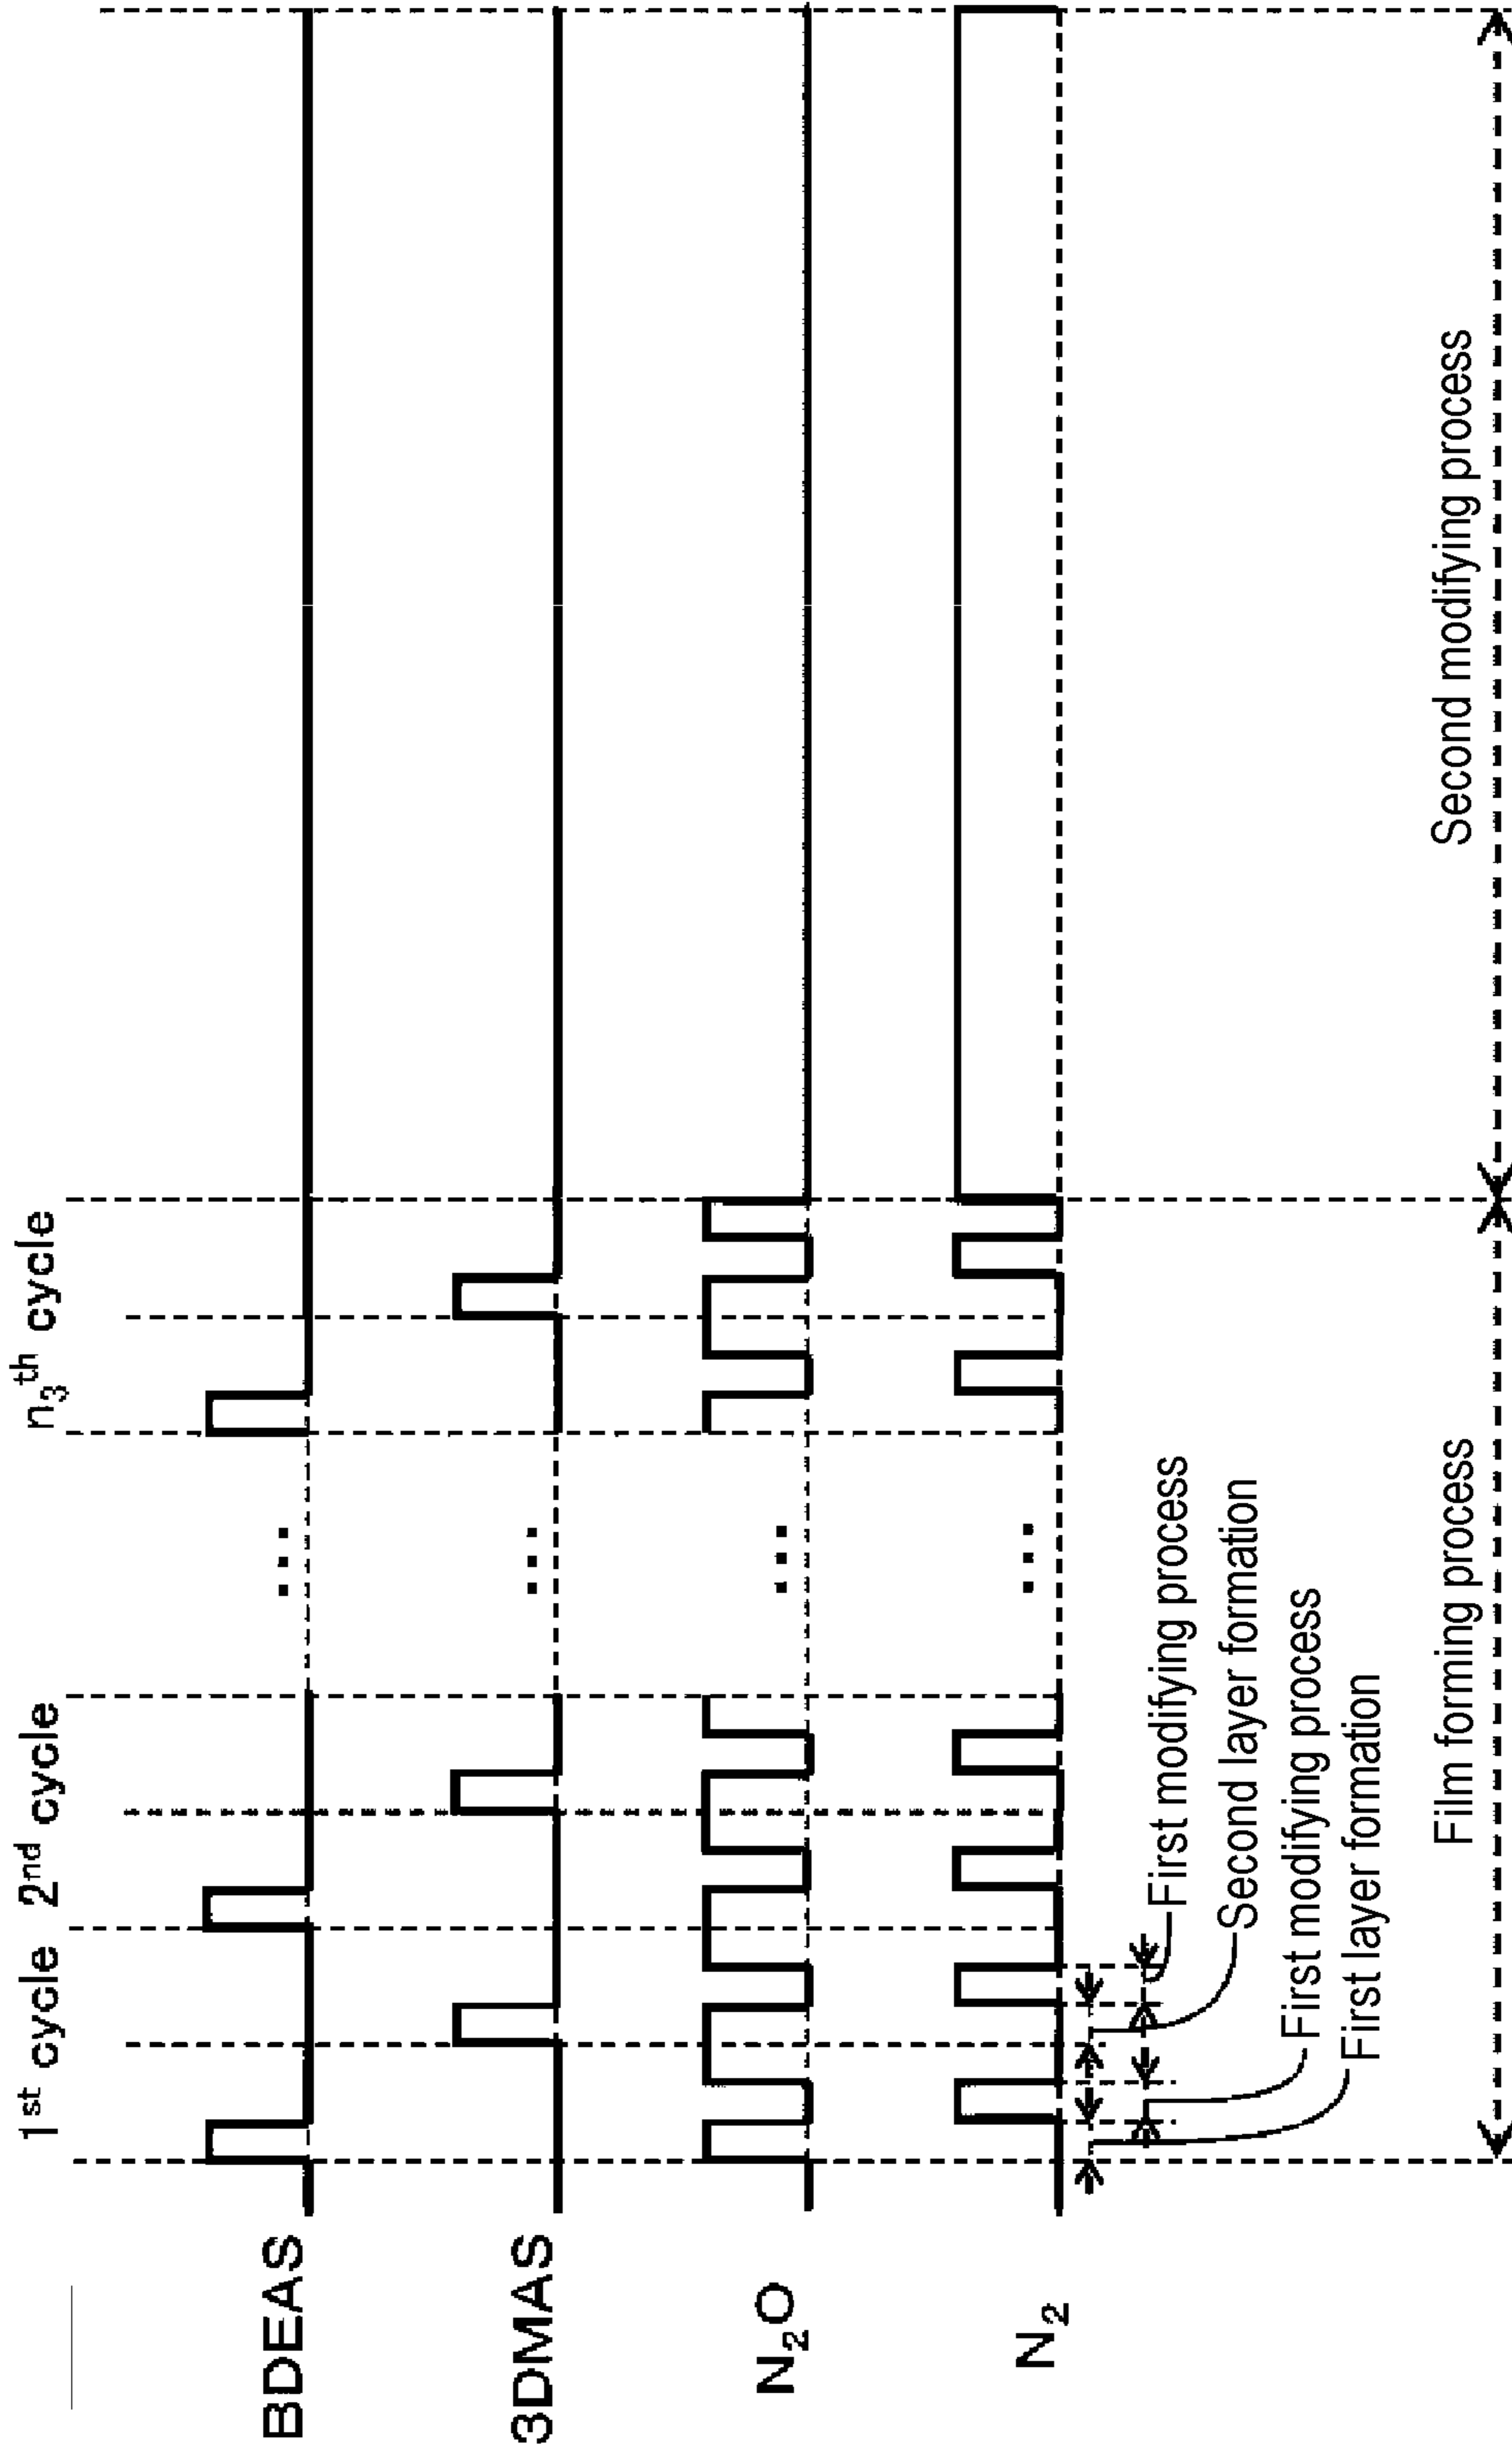 1st cycle 2nd cycle
n3th cycle
BDEAS
3DMAS
N2O
N2
...
...
...
...
First modifying process
Second layer formation
First modifying process
First layer formation
Film forming process
Second modifying process